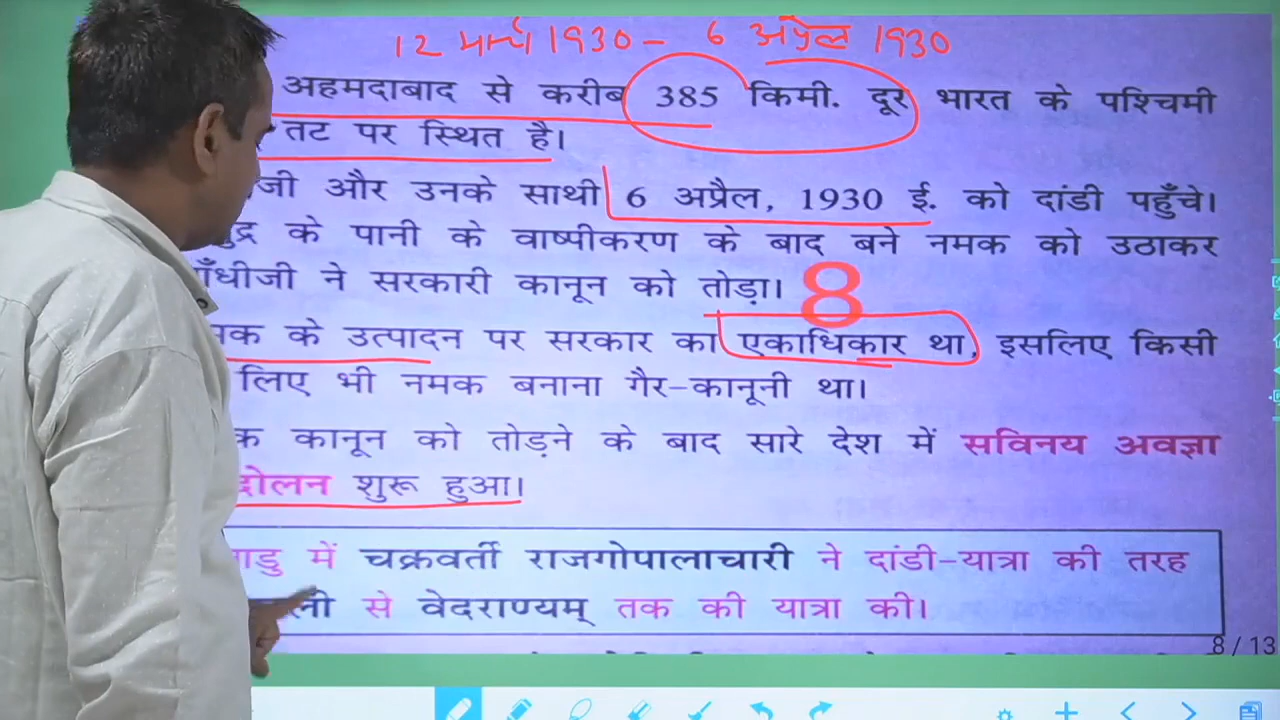 12 मार्च 1930 - 6 अप्रैल 1930
अहमदाबाद से करीब 385 किमी. दूर भारत के पश्चिमी
तट पर स्थित है।
जी और उनके साथी 6 अप्रैल, 1930 ई. को दांडी पहुँचे।
के पानी के वाष्पीकरण के बाद बने नमक को उठाकर
ाँधीजी ने सरकारी कानून को तोड़ा। 8
मक के उत्पादन पर सरकार का एकाधिकार था, इसलिए किसी
लिए भी नमक बनाना गैर-कानूनी था।
क कानून को तोड़ने के बाद सारे देश में सविनय अवज्ञा
दोलन शुरू हुआ।
ाडु में चक्रवर्ती राजगोपालाचारी ने दांडी-यात्रा की तरह
से वेदराण्यम् तक की यात्रा की।
8 / 13